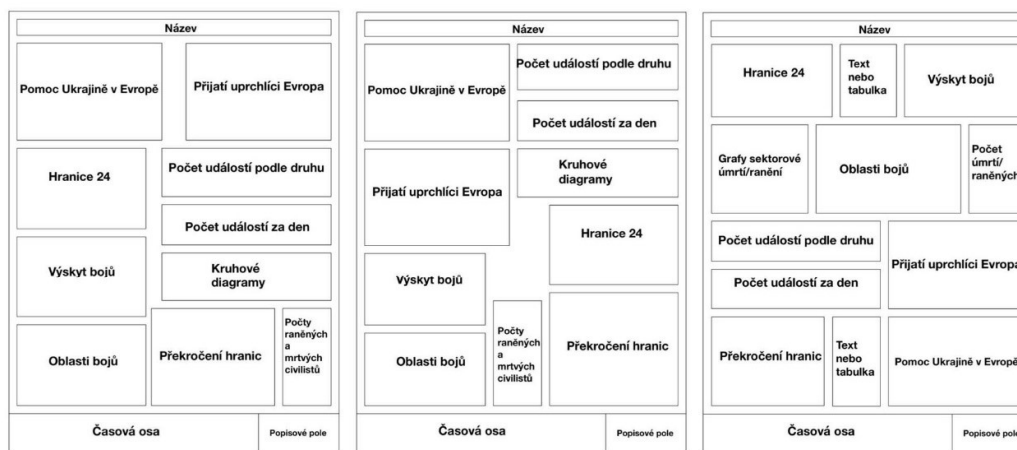 Název
Pomoc Ukrajině v Evropě
Přijatí uprchlíci Evropa
Hranice 24
Počet událostí podle druhu
Počet událostí za den
Výskyt bojů
Kruhové
diagramy
Oblasti bojů
Překročení hranic
Počty
raněných
a
mrtvých
civilistů
Časová osa
Popisové pole
Název
Pomoc Ukrajině v Evropě
Počet událostí podle druhu
Počet událostí za den
Přijatí uprchlíci Evropa
Kruhové
diagramy
Hranice 24
Výskyt bojů
Oblasti bojů
Počty
raněných
a
mrtvých
civilistů
Překročení hranic
Časová osa
Popisové pole
Název
Hranice 24
Text
nebo
tabulka
Výskyt bojů
Grafy sektorové
úmrtí/ranění
Oblasti bojů
Počet
úmrtí/
raněných
Počet událostí podle druhu
Počet událostí za den
Přijatí uprchlíci Evropa
Překročení hranic
Text
nebo
tabulka
Pomoc Ukrajině v Evropě
Časová osa
Popisové pole